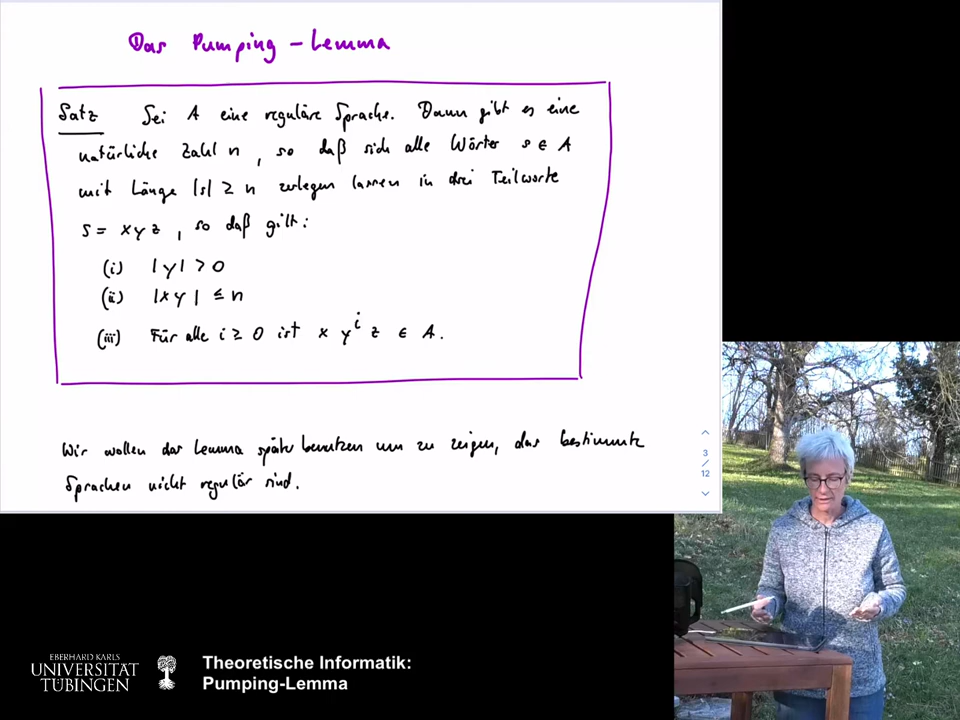 Das Pumping-Lemma
Satz Sei A eine reguläre Sprache. Dann gibt es eine
natürliche Zahl n, so daß sich alle Wörter s ∈ A
mit Länge |s| ≥ n zerlegen lassen in drei Teilworte
s = x y z, so daß gilt:
(i) |y| > 0
(ii) |xy| ≤ n
(iii) Für alle i ≥ 0 ist x yⁱ z ∈ A.
Wir wollen das Lemma später benutzen um zu zeigen, das bestimmte
Sprachen nicht regulär sind.
3
/
12
EBERHARD KARLS
UNIVERSITÄT
TÜBINGEN
Theoretische Informatik:
Pumping-Lemma